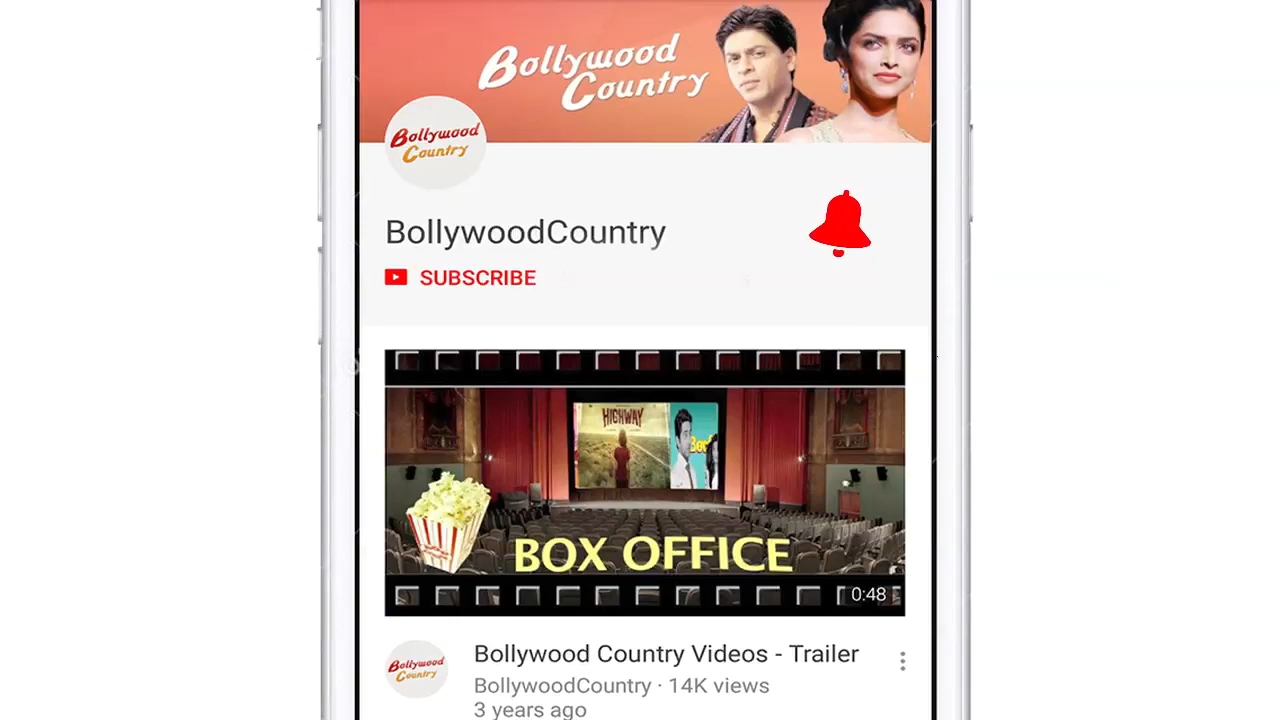 Bollywood
Country
Bollywood
Country
BollywoodCountry
SUBSCRIBE
HIGHWAY
BOX OFFICE
0:48
Bollywood
Country
Bollywood Country Videos - Trailer
BollywoodCountry · 14K views
3 years ago